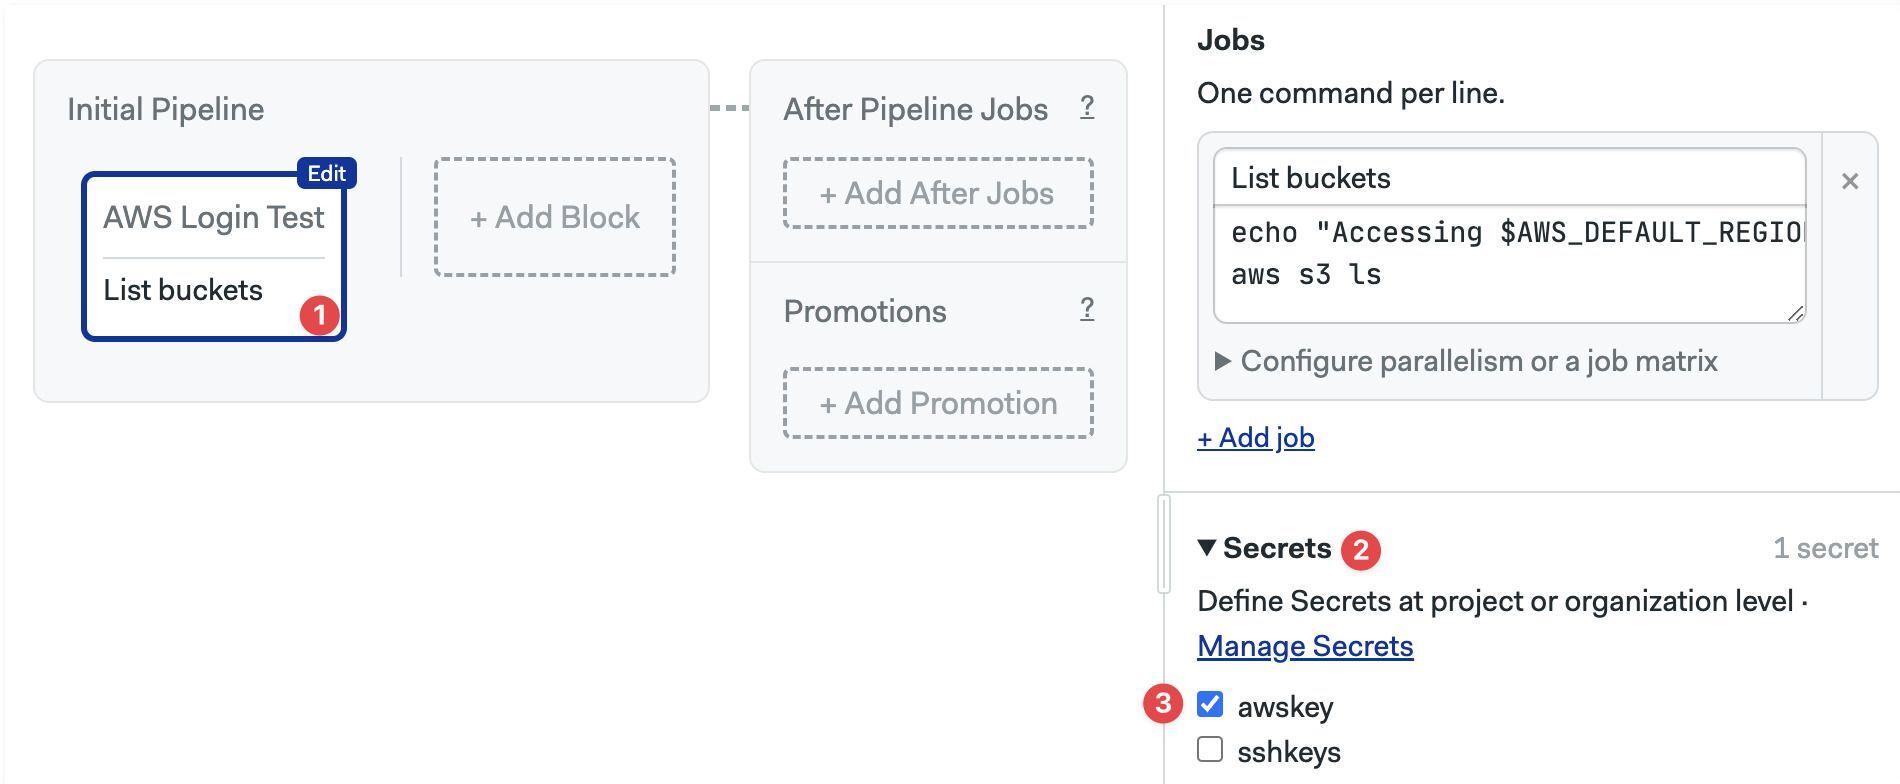 Initial Pipeline
Edit
AWS Login Test
List buckets
1
+ Add Block
After Pipeline Jobs ?
+ Add After Jobs
Promotions ?
+ Add Promotion
Jobs
One command per line.
List buckets
×
echo "Accessing $AWS_DEFAULT_REGIO
aws s3 ls
▶ Configure parallelism or a job matrix
+ Add job
▼ Secrets 2 1 secret
Define Secrets at project or organization level ·
Manage Secrets
3 awskey
sshkeys